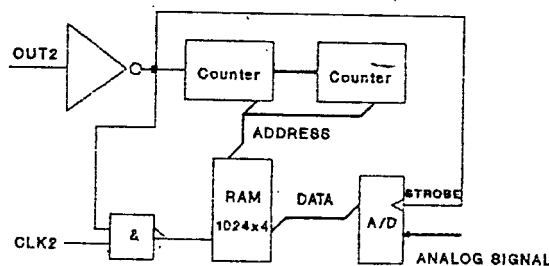 OUT2
Counter
Counter
ADDRESS
RAM
1024x4
DATA
STROBE
A/D
&
CLK2
ANALOG SIGNAL